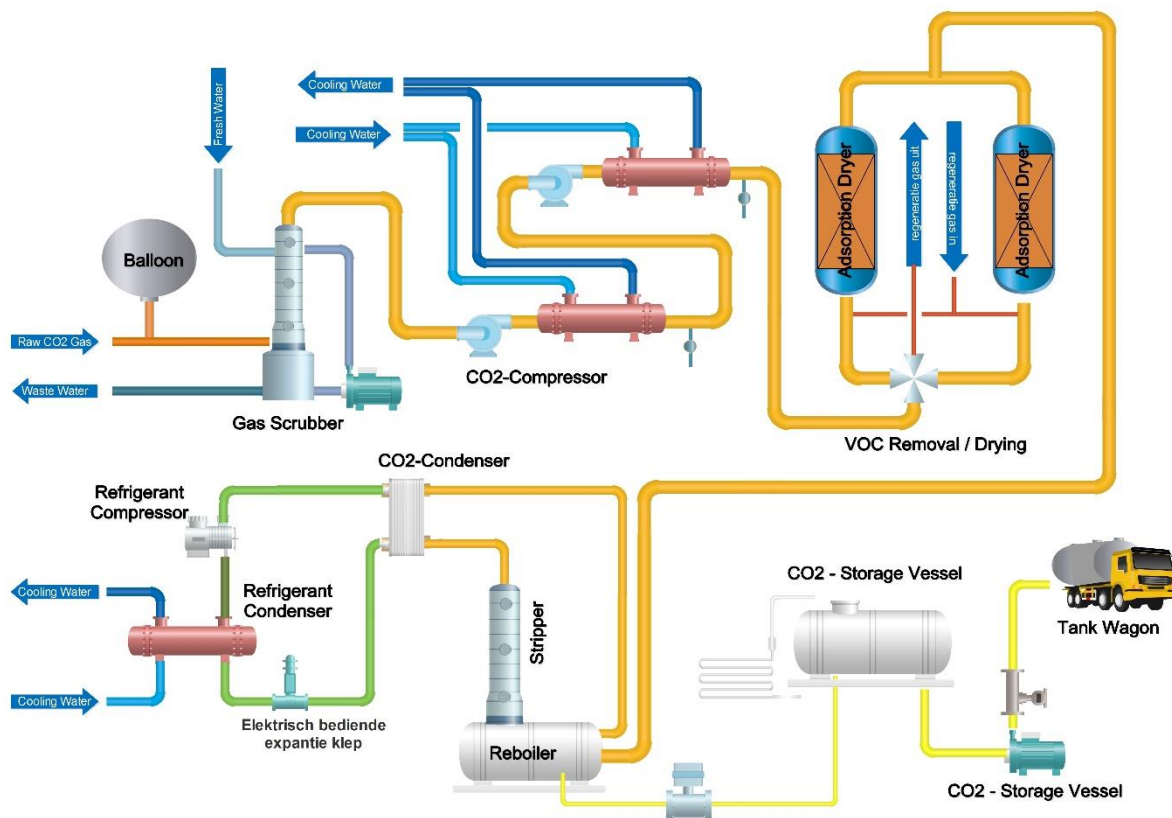 Fresh Water
Cooling Water
Cooling Water
Balloon
Raw CO2 Gas
Waste Water
Gas Scrubber
CO2-Compressor
Adsorption Dryer
regeneratie gas uit
regeneratie gas in
Adsorption Dryer
VOC Removal / Drying
CO2-Condenser
Refrigerant
Compressor
Cooling Water
Refrigerant
Condenser
Cooling Water
Elektrisch bediende
expantie klep
Stripper
Reboiler
CO2 - Storage Vessel
Tank Wagon
CO2 - Storage Vessel